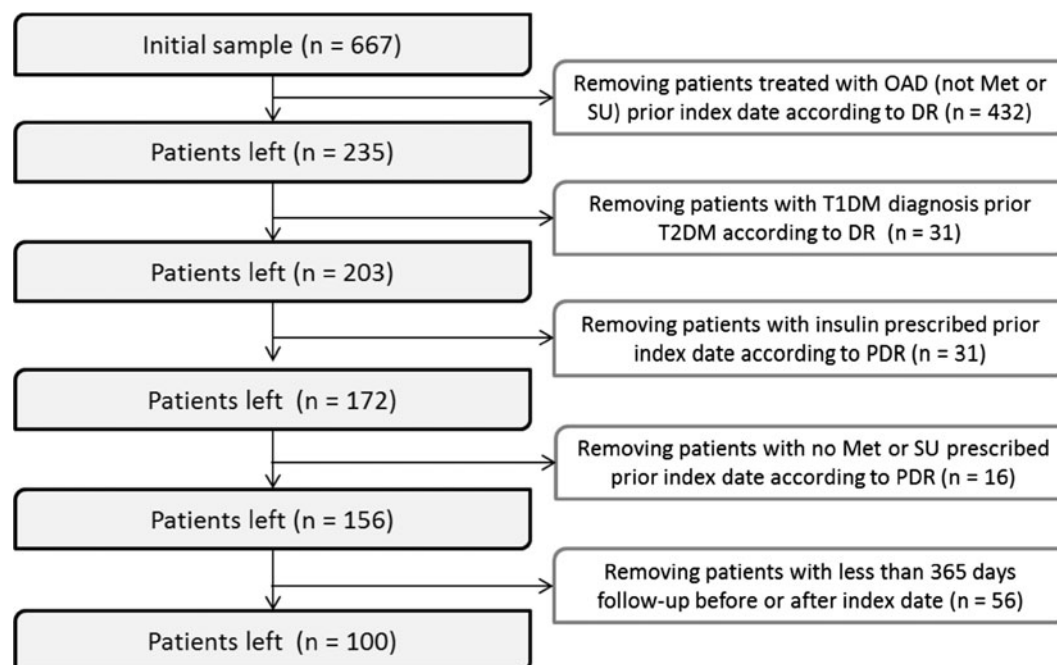 Initial sample (n = 667)
Removing patients treated with OAD (not Met or
SU) prior index date according to DR (n = 432)
Patients left (n = 235)
Removing patients with T1DM diagnosis prior
T2DM according to DR (n = 31)
Patients left (n = 203)
Removing patients with insulin prescribed prior
index date according to PDR (n = 31)
Patients left (n = 172)
Removing patients with no Met or SU prescribed
prior index date according to PDR (n = 16)
Patients left (n = 156)
Removing patients with less than 365 days
follow-up before or after index date (n = 56)
Patients left (n = 100)